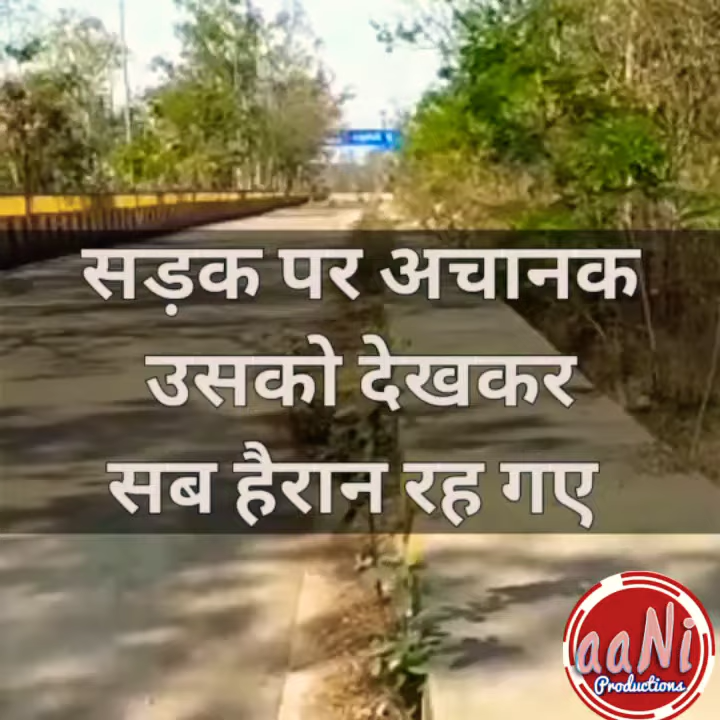 सड़क पर अचानक
उसको देखकर
सब हैरान रह गए
aaNi
Productions